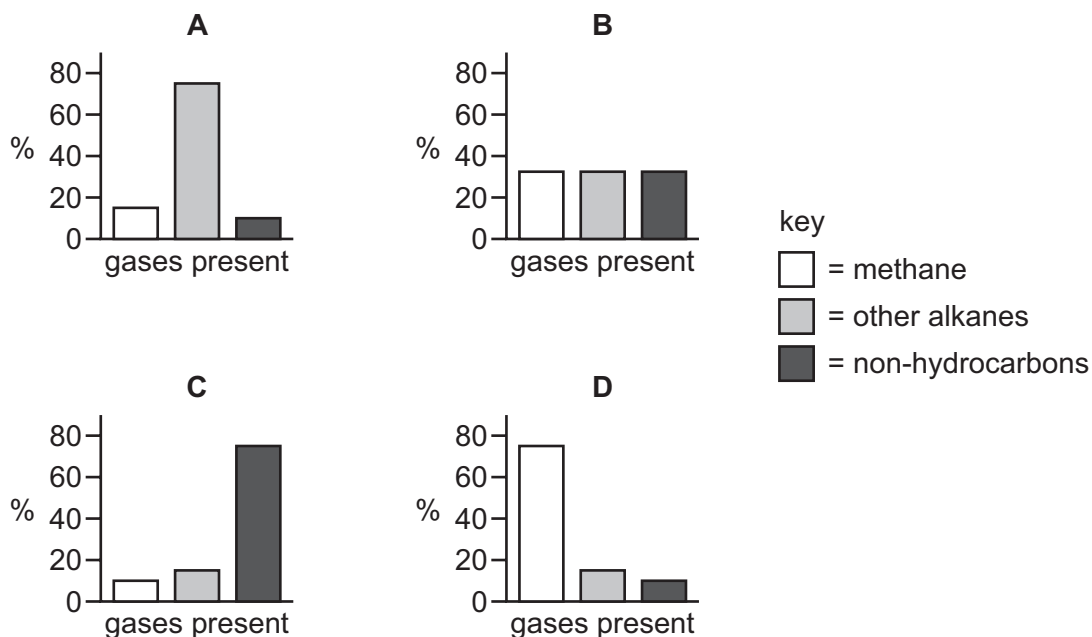 A
80
60
%
40
20
0
gases present
B
80
60
%
40
20
0
gases present
key
= methane
= other alkanes
= non-hydrocarbons
C
80
60
%
40
20
0
gases present
D
80
60
%
40
20
0
gases present